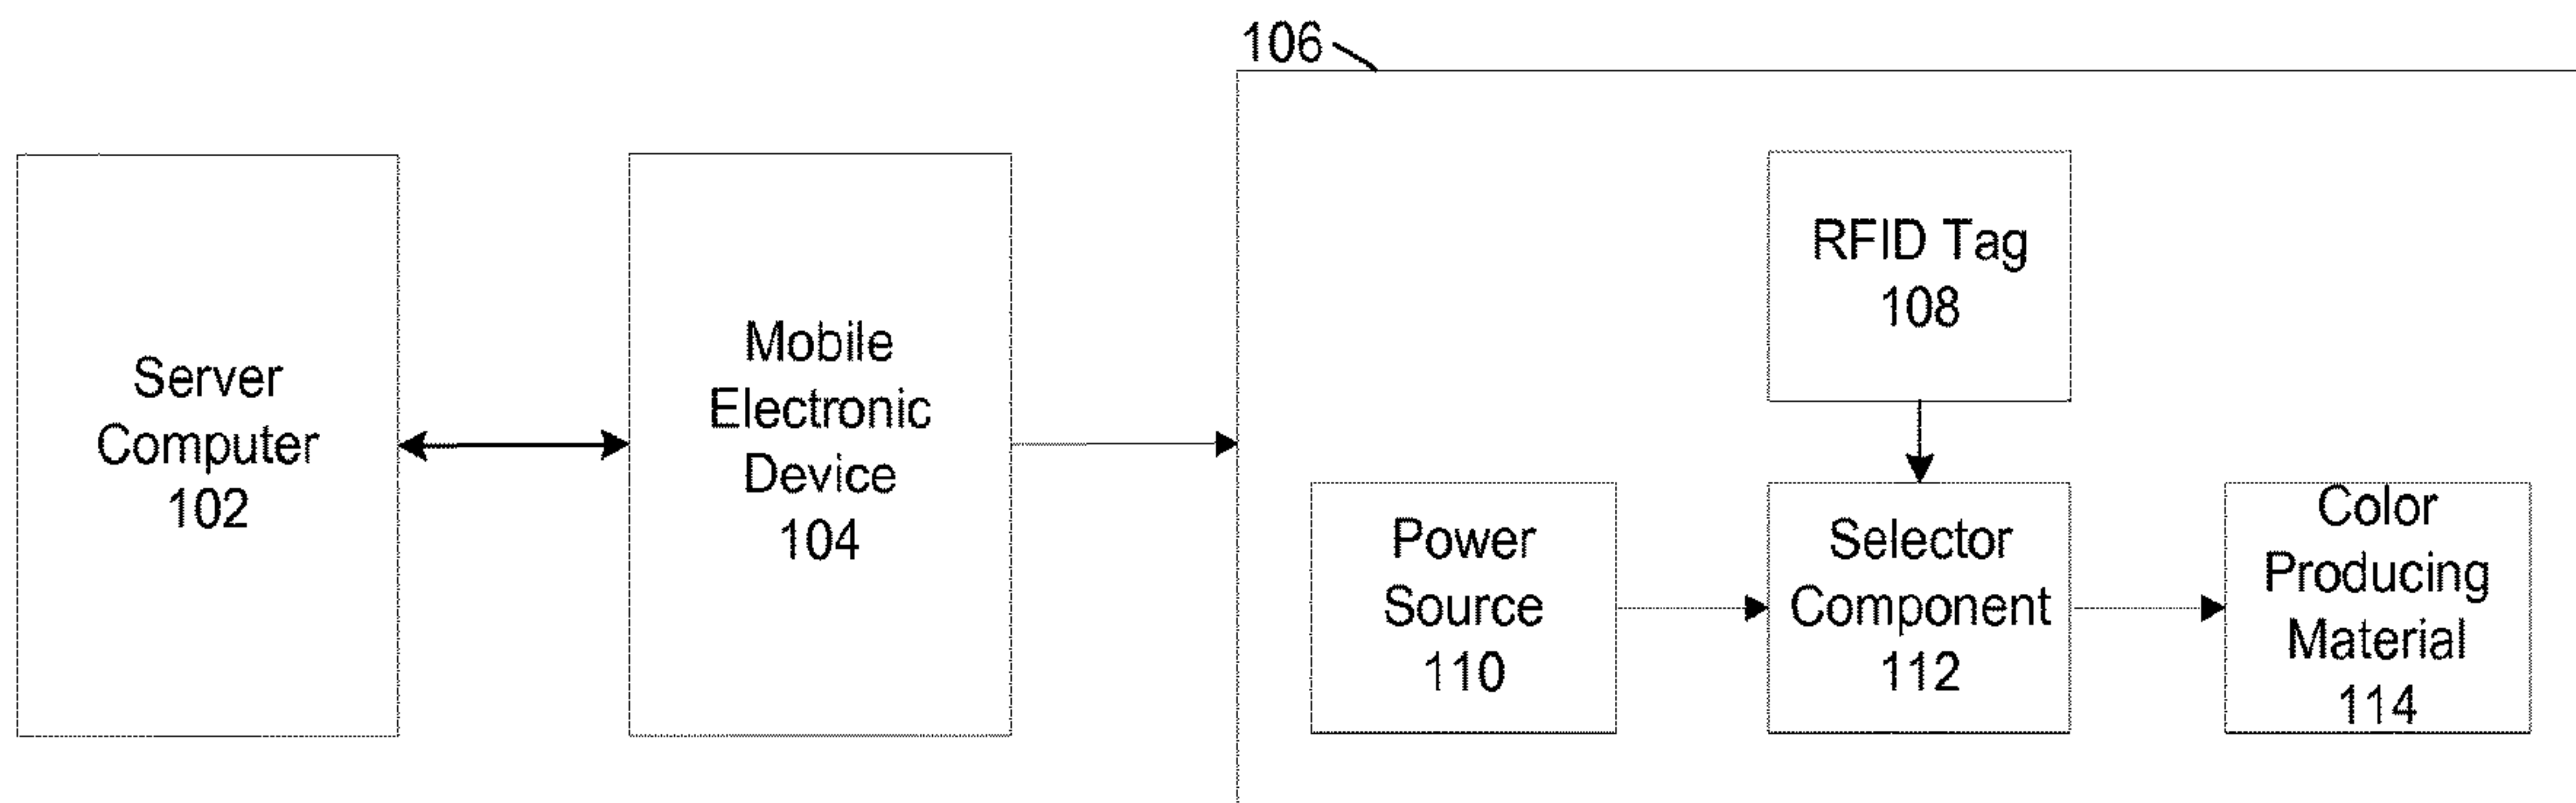 106
Server
Computer
102
Mobile
Electronic
Device
104
RFID Tag
108
Power
Source
110
Selector
Component
112
Color
Producing
Material
114